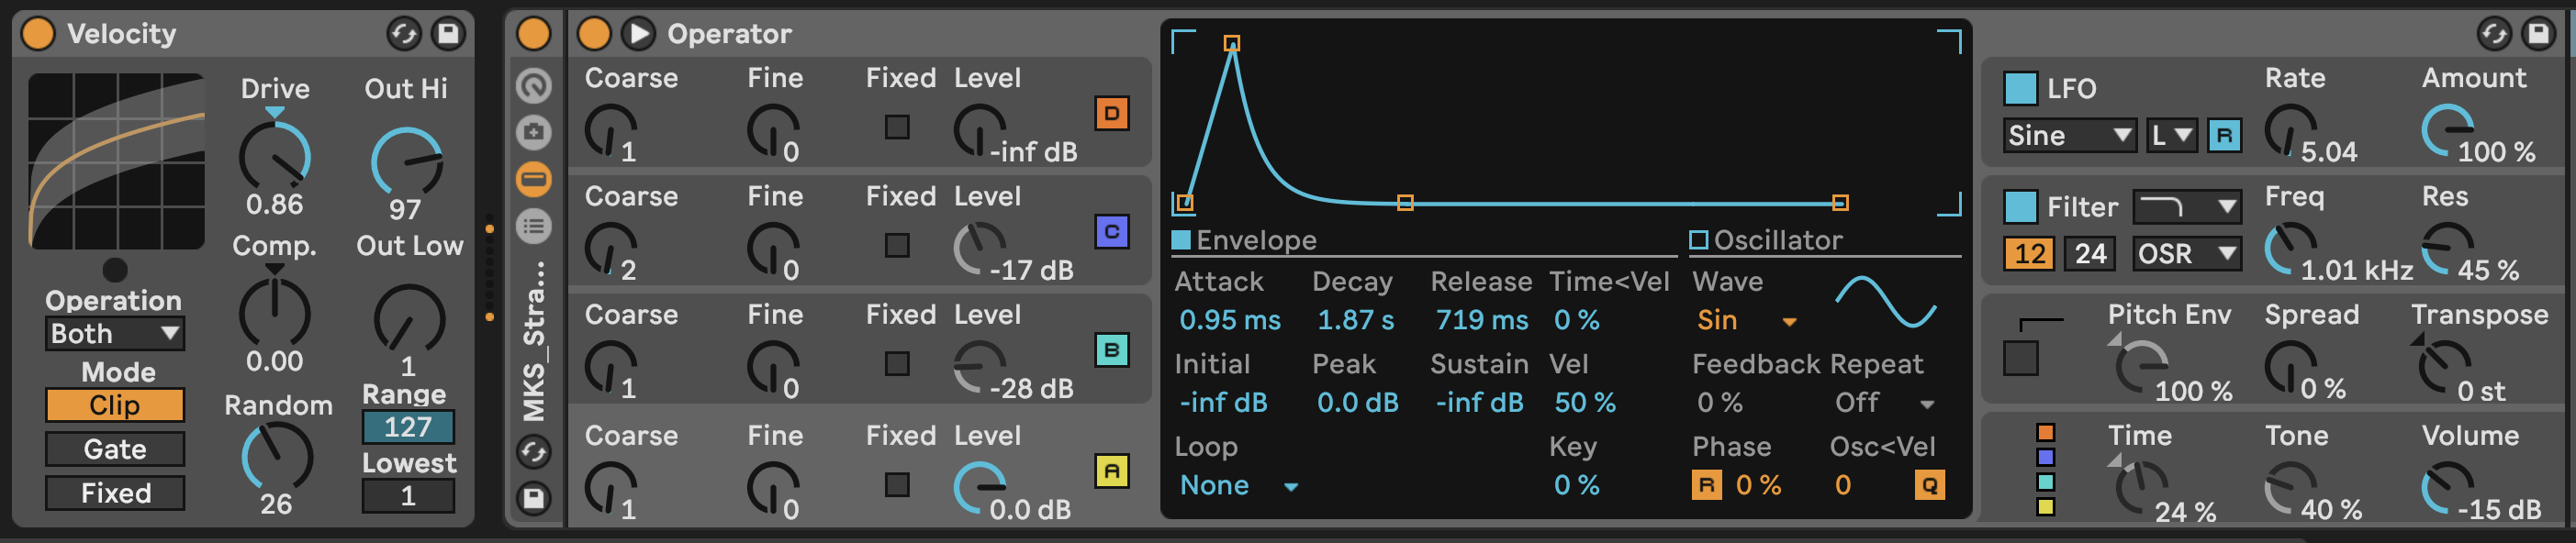 Velocity
Drive
Out Hi
0.86
97
Comp.
Out Low
0.00
1
Operation
Both
Mode
Clip
Gate
Fixed
Random
26
Range
127
Lowest
1
MKS_Stra...
Operator
Coarse Fine Fixed Level
1 0 -inf dB D
Coarse Fine Fixed Level
2 0 -17 dB C
Coarse Fine Fixed Level
1 0 -28 dB B
Coarse Fine Fixed Level
1 0 0.0 dB A
Envelope
Oscillator
Attack Decay Release Time<Vel
0.95 ms 1.87 s 719 ms 0 %
Initial Peak Sustain Vel
-inf dB 0.0 dB -inf dB 50 %
Loop Key
None 0 %
Wave
Sin
Feedback Repeat
0 % Off
Phase Osc<Vel
R 0 % 0 Q
LFO Rate Amount
Sine L R 5.04 100 %
Filter Freq Res
12 24 OSR 1.01 kHz 45 %
Pitch Env Spread Transpose
100 % 0 % 0 st
Time Tone Volume
24 % 40 % -15 dB